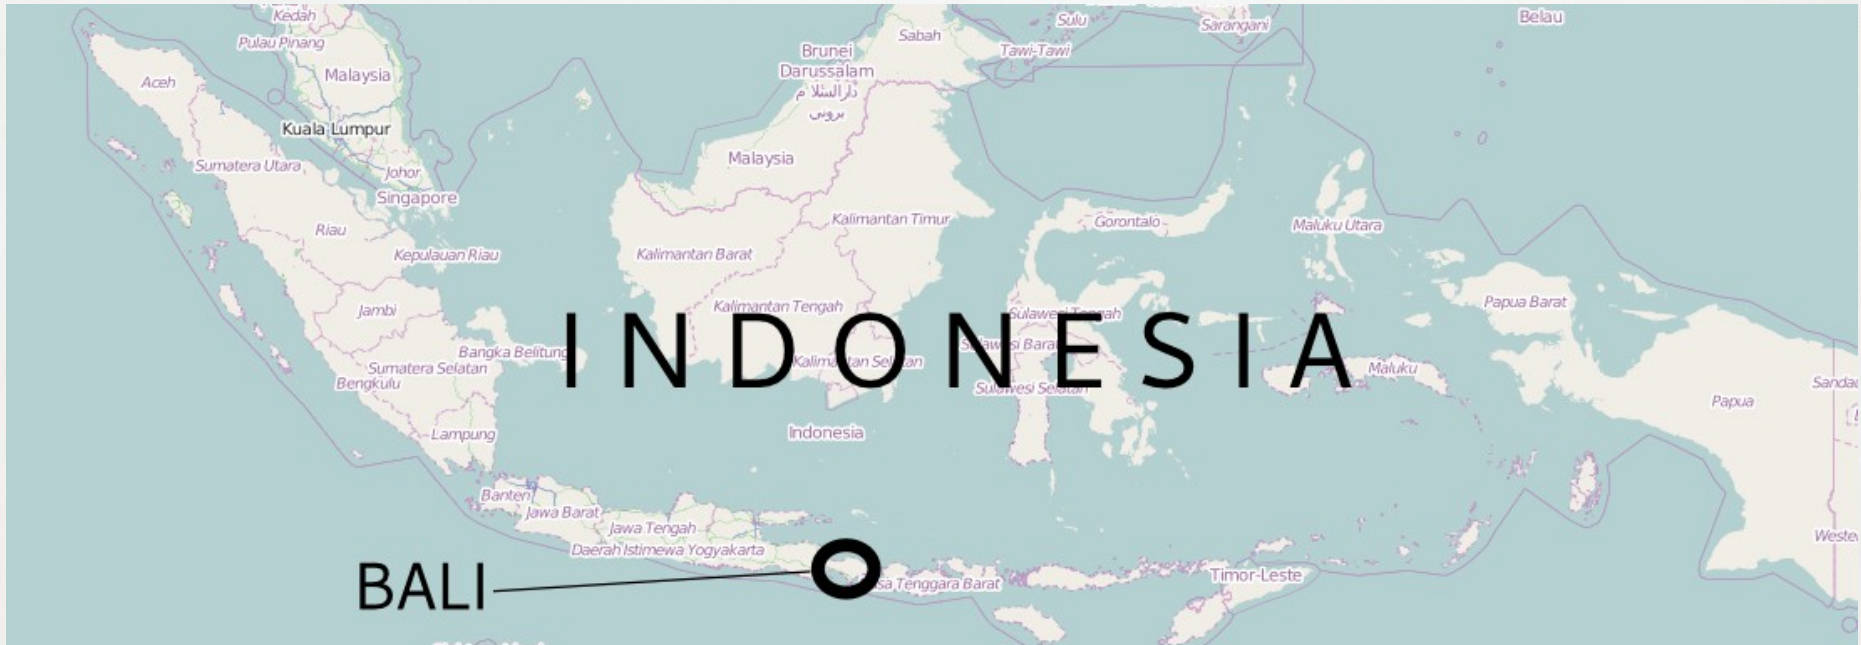 Kedah
Pulau Pinang
Malaysia
Aceh
Kuala Lumpur
Sumatera Utara
Johor
Singapore
Riau
Kepulauan Riau
Jambi
Bangka Belitung
Sumatera Selatan
Bengkulu
Lampung
Brunei
Darussalam
دارالسلا م
بروني
Sabah
Sulu
Tawi-Tawi
Sarangani
Belau
Malaysia
Kalimantan Timur
Kalimantan Barat
Kalimantan Tengah
Kalimantan Selatan
Gorontalo
Maluku Utara
Sulawesi Tengah
Sulawesi Barat
Sulawesi Selatan
Papua Barat
Maluku
Papua
INDONESIA
Indonesia
Banten
Jawa Barat
Jawa Tengah
Daerah Istimewa Yogyakarta
BALI
Tenggara Barat
Timor-Leste